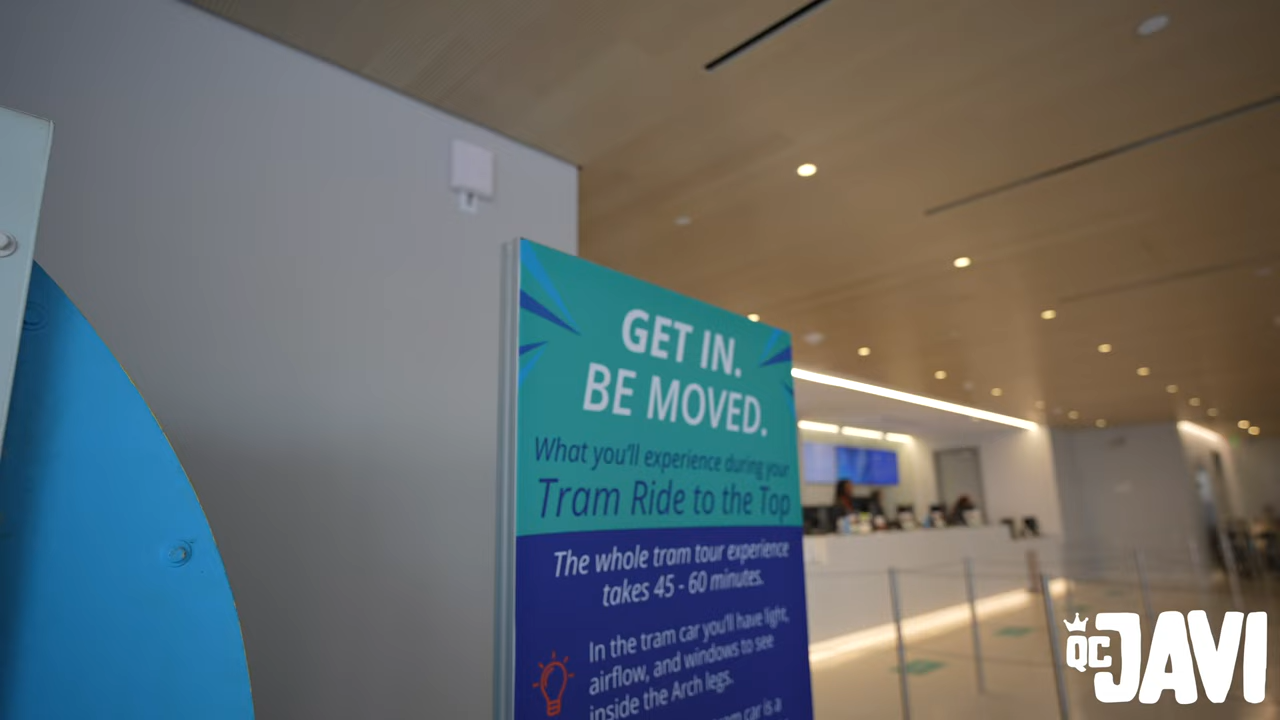 GET IN.
BE MOVED.
What you'll experience during your
Tram Ride to the Top
The whole tram tour experience
takes 45 - 60 minutes.
In the tram car you'll have light,
airflow, and windows to see
inside the Arch legs.
car is a
QC JAVI